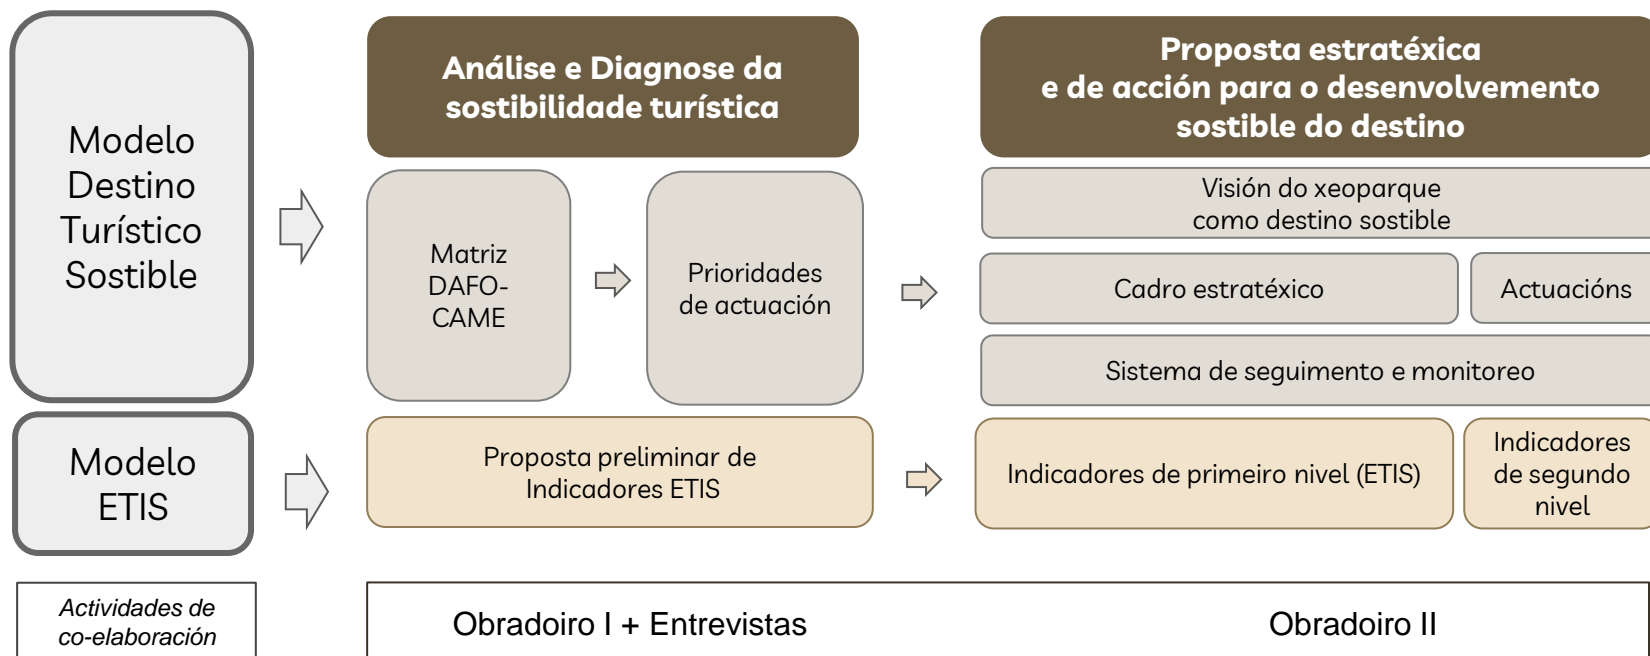 Modelo
Destino
Turístico
Sostible
Análise e Diagnose da
sostibilidade turística
Proposta estratéxica
e de acción para o desenvolvemento
sostible do destino
Matriz
DAFO-
CAME
Prioridades
de actuación
Visión do xeoparque
como destino sostible
Cadro estratéxico
Actuacións
Sistema de seguimento e monitoreo
Modelo
ETIS
Proposta preliminar de
Indicadores ETIS
Indicadores de primeiro nivel (ETIS)
Indicadores
de segundo
nivel
Actividades de
co-elaboración
Obradoiro I + Entrevistas
Obradoiro II